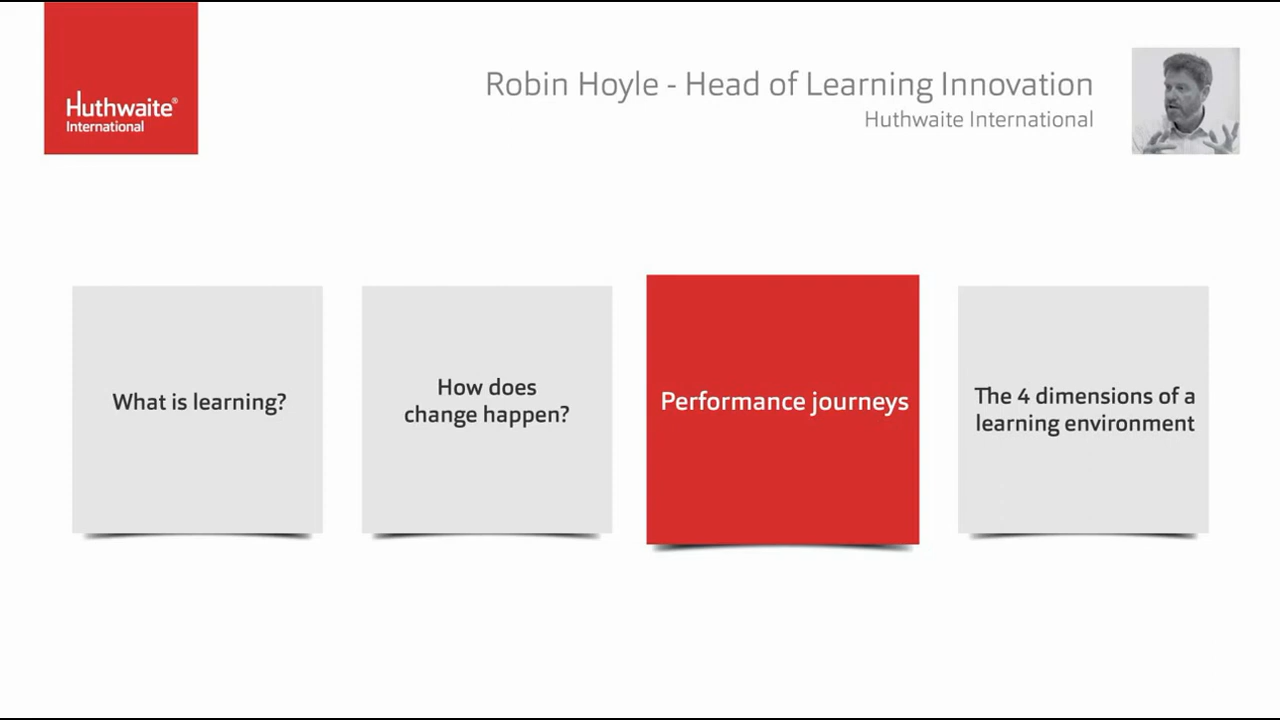 Huthwaite®
International
Robin Hoyle - Head of Learning Innovation
Huthwaite International
What is learning?
How does
change happen?
Performance journeys
The 4 dimensions of a
learning environment